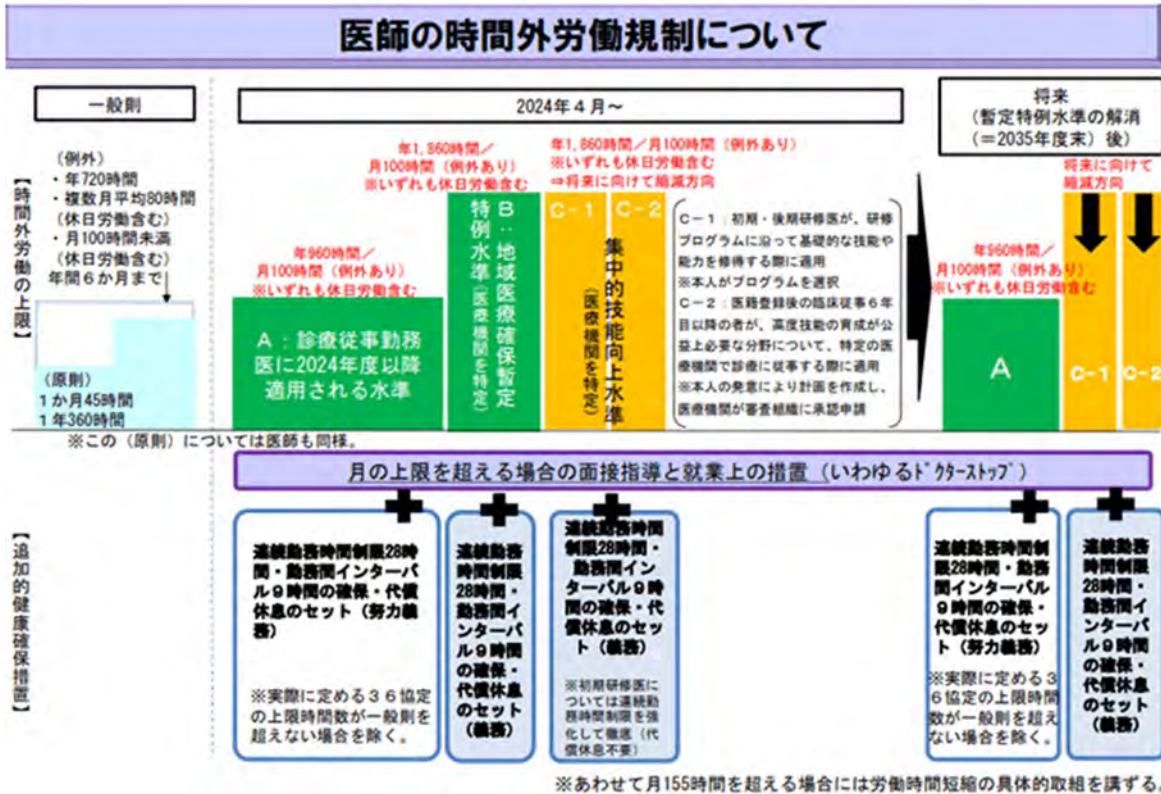 医師の時間外労働規制について
一般則
2024年4月～
将来
(暫定特例水準の解消
(=2035年度末)後)
【時間外労働の上限】
(例外)
・年720時間
・複数月平均80時間
(休日労働含む)
・月100時間未満
(休日労働含む)
年間6か月まで
(原則)
1か月45時間
1年360時間
※この(原則)については医師も同様。
年960時間／
月100時間(例外あり)
※いずれも休日労働含む
A：診療従事勤務
医に2024年度以降
適用される水準
年1,860時間／
月100時間(例外あり)
※いずれも休日労働含む
B：地域医療確保暫定
特例水準(医療機関を特定)
年1,860時間／月100時間(例外あり)
※いずれも休日労働含む
⇒将来に向けて縮減方向
C-1
C-2
集中的技能向上水準
(医療機関を特定)
C-1：初期・後期研修医が、研修
プログラムに沿って基礎的な技能や
能力を修得する際に適用
※本人がプログラムを選択
C-2：医籍登録後の臨床従事6年
目以降の者が、高度技能の育成が公
益上必要な分野について、特定の医
療機関で診療に従事する際に適用
※本人の発意により計画を作成し、
医療機関が審査組織に承認申請
年960時間／
月100時間(例外あり)
※いずれも休日労働含む
A
将来に向けて
縮減方向
C-1
C-2
月の上限を超える場合の面接指導と就業上の措置(いわゆるﾄﾞｸﾀｰｽﾄｯﾌﾟ)
【追加的健康確保措置】
連続勤務時間制限28時
間・勤務間インターバ
ル9時間の確保・代償
休息のセット(努力義
務)
※実際に定める36協定
の上限時間数が一般則を
超えない場合を除く。
連続勤務
時間制限
28時間・
勤務間イ
ンターバ
ル9時間
の確保・
代償休息
のセット
(義務)
連続勤務時間
制限28時間・
勤務間イン
ターバル9時
間の確保・代
償休息のセッ
ト(義務)
※初期研修医に
ついては連続勤
務時間制限を強
化して徹底(代
償休息不要)
連続勤務時間制
限28時間・勤務
間インターバル
9時間の確保・
代償休息のセッ
ト(努力義務)
※実際に定める3
6協定の上限時間
数が一般則を超え
ない場合を除く。
連続勤務
時間制限
28時間・
勤務間イ
ンターバ
ル9時間
の確保・
代償休息
のセット
(義務)
※あわせて月155時間を超える場合には労働時間短縮の具体的取組を講ずる。